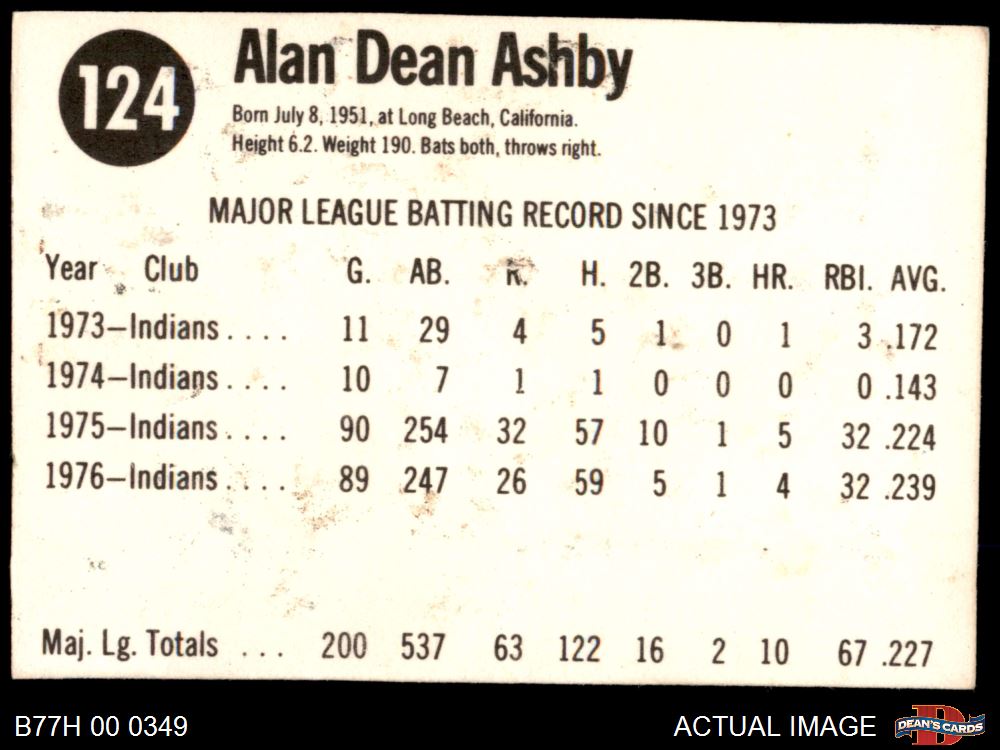 124
Alan Dean Ashby
Born July 8, 1951, at Long Beach, California.
Height 6.2. Weight 190. Bats both, throws right.
MAJOR LEAGUE BATTING RECORD SINCE 1973
Year Club G. AB. R. H. 2B. 3B. HR. RBI. AVG.
1973—Indians.... 11 29 4 5 1 0 1 3 .172
1974—Indians.... 10 7 1 1 0 0 0 0 .143
1975—Indians.... 90 254 32 57 10 1 5 32 .224
1976—Indians.... 89 247 26 59 5 1 4 32 .239
Maj. Lg. Totals ... 200 537 63 122 16 2 10 67 .227
B77H 00 0349
ACTUAL IMAGE
DEAN'S CARDS